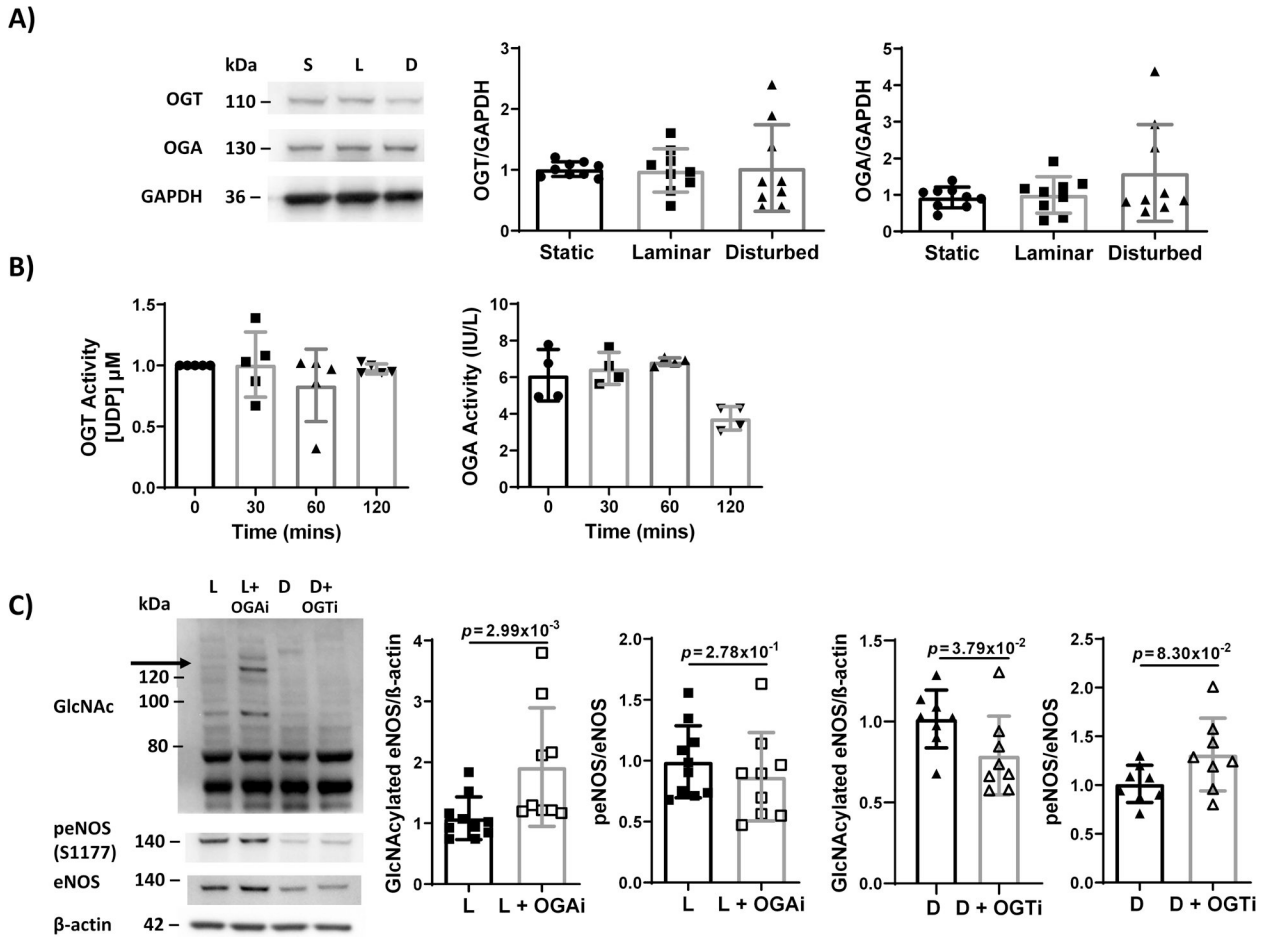 A)
kDa S L D
OGT 110
OGA 130
GAPDH 36
OGT/GAPDH
3
2
1
0
Static Laminar Disturbed
OGA/GAPDH
5
4
3
2
1
0
Static Laminar Disturbed
B)
OGT Activity
[UDP] µM
1.5
1.0
0.5
0.0
0 30 60 120
Time (mins)
OGA Activity (IU/L)
10
8
6
4
2
0
0 30 60 120
Time (mins)
C)
kDa
L L+ D D+
OGAi OGTi
GlcNAc
120
100
80
peNOS
(S1177)
140
eNOS
140
β-actin 42
GlcNAcylated eNOS/ß-actin
4
3
2
1
0
p=2.99x10-3
L L + OGAi
peNOS/eNOS
2.0
1.5
1.0
0.5
0.0
p=2.78x10-1
L L + OGAi
GlcNAcylated eNOS/ß-actin
1.5
1.0
0.5
0.0
p=3.79x10-2
D D + OGTi
peNOS/eNOS
2.5
2.0
1.5
1.0
0.5
0.0
p=8.30x10-2
D D + OGTi